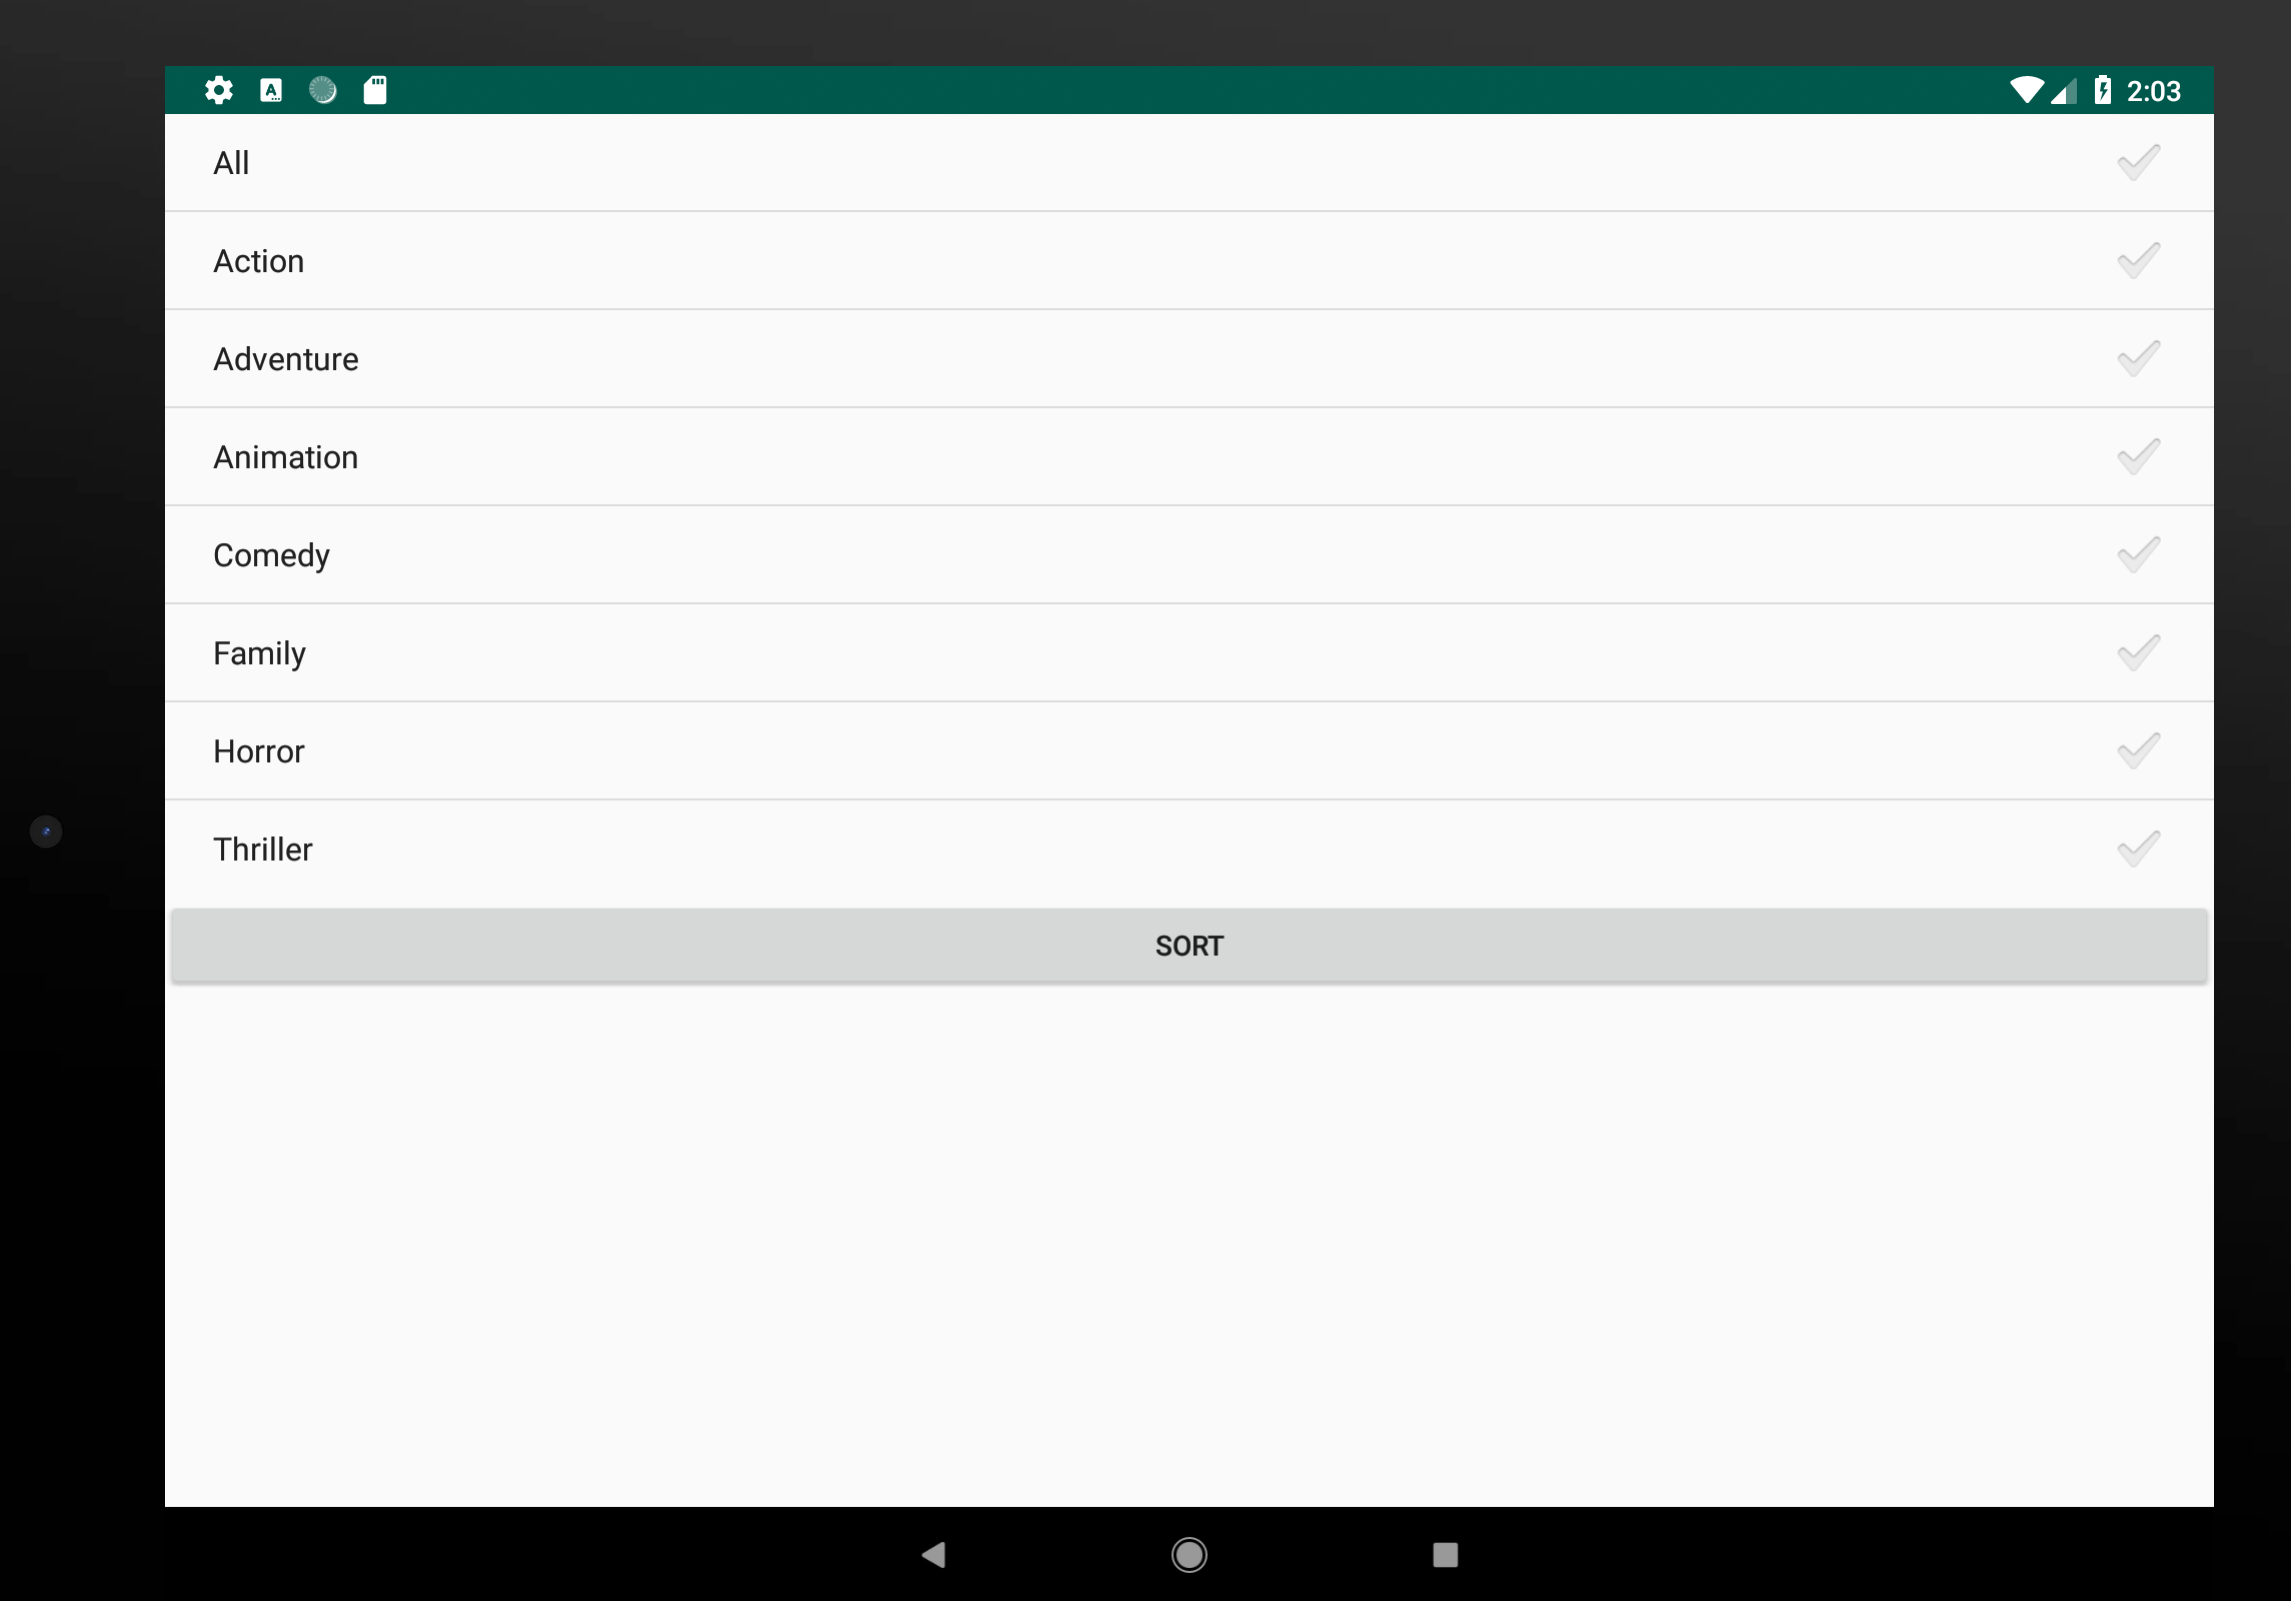 2:03
All
Action
Adventure
Animation
Comedy
Family
Horror
Thriller
SORT